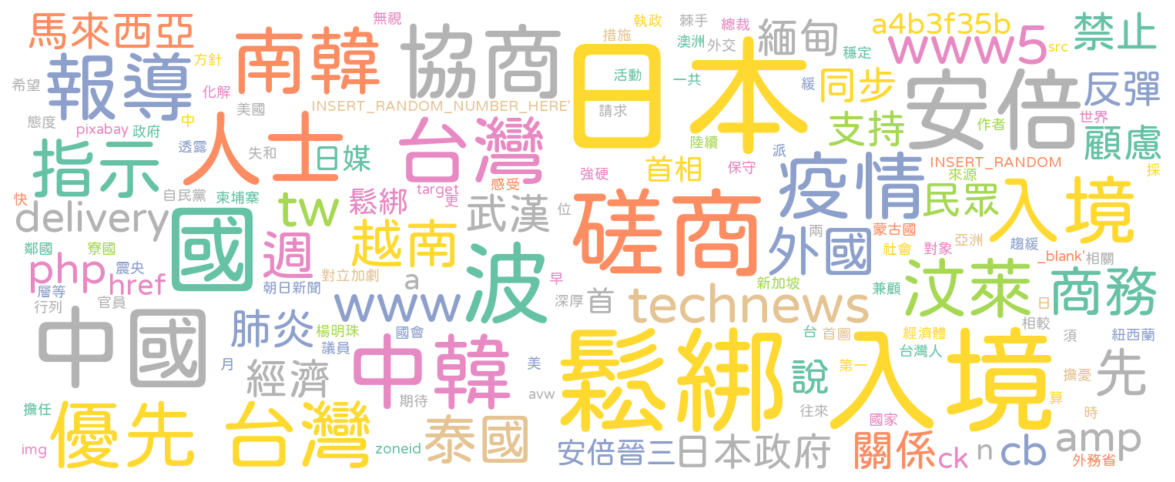 馬來西亞
無視
執政
棘手
總裁
a4b3f35b
禁止
南韓
協商
日本
措施
澳洲
外交
緬甸
穩定
www5
src
報導
方針
希望
化解
美國
INSERT_RANDOM_NUMBER_HERE'
活動
一共
緩
同步
安倍
反彈
請求
態度
pixabay
政府
中
人士
台灣
陸續
支持
作者
世界
顧慮
指示
透露
失和
日媒
首相
保守
派
疫情
INSERT_RANDOM
來源
採
快
自民黨
柬埔寨
鬆綁
target
感受
更
強硬
磋商
民眾
入境
delivery
國
tw
武漢
位
兩
外國
蒙古國
鄰國
寮國
週
越南
波
社會
對象
亞洲
趨緩
_blank'
相關
php
震央
href
朝日新聞
對立加劇
a
早
新加坡
兼顧
汶萊
商務
層等
行列
官員
www
深厚
首
technews
日
相較
中國
肺炎
楊明珠
國會
議員
中韓
鬆綁
台
首圖
經濟體
台灣人
入境
須
紐西蘭
月
經濟
期待
美
avw
說
第一
擔憂
先
算
擔任
優先
台灣
泰國
往來
國家
時
img
zoneid
安倍晉三
日本政府
關係
ck
n
cb
amp
外務省